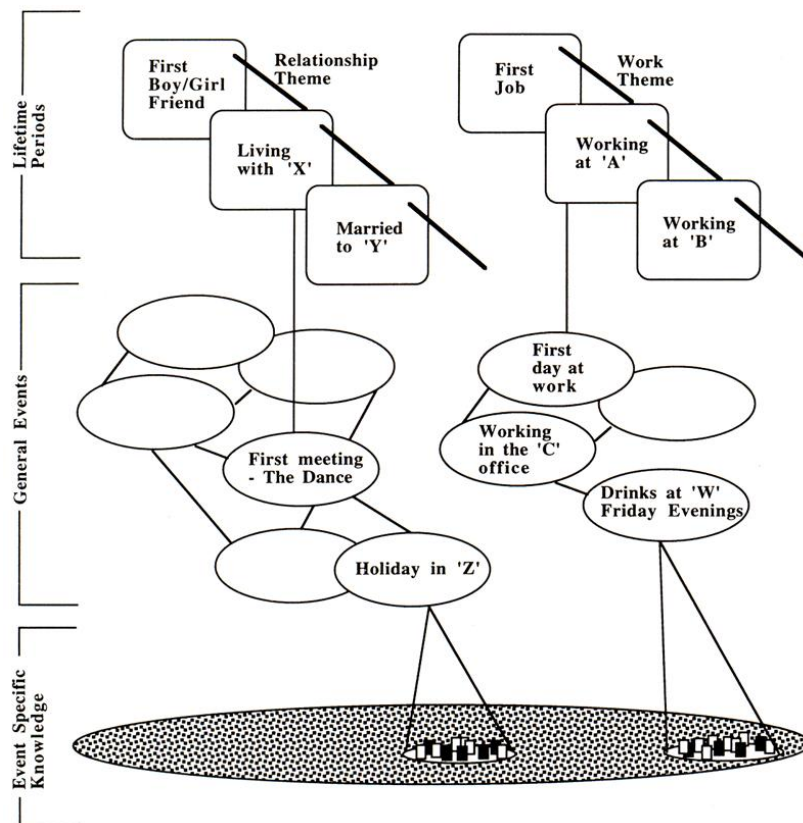 Lifetime
Periods
First
Boy/Girl
Friend
Relationship
Theme
Living
with 'X'
Married
to 'Y'
First
Job
Work
Theme
Working
at 'A'
Working
at 'B'
General Events
First
day at
work
Working
in the 'C'
office
First meeting
- The Dance
Drinks at 'W'
Friday Evenings
Holiday in 'Z'
Event Specific
Knowledge